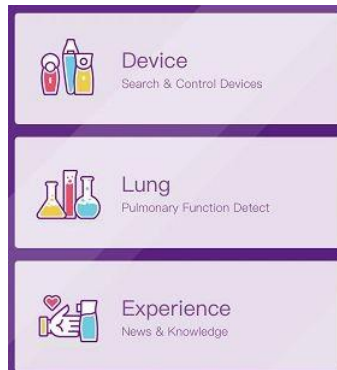 Device
Search & Control Devices
Lung
Pulmonary Function Detect
Experience
News & Knowledge